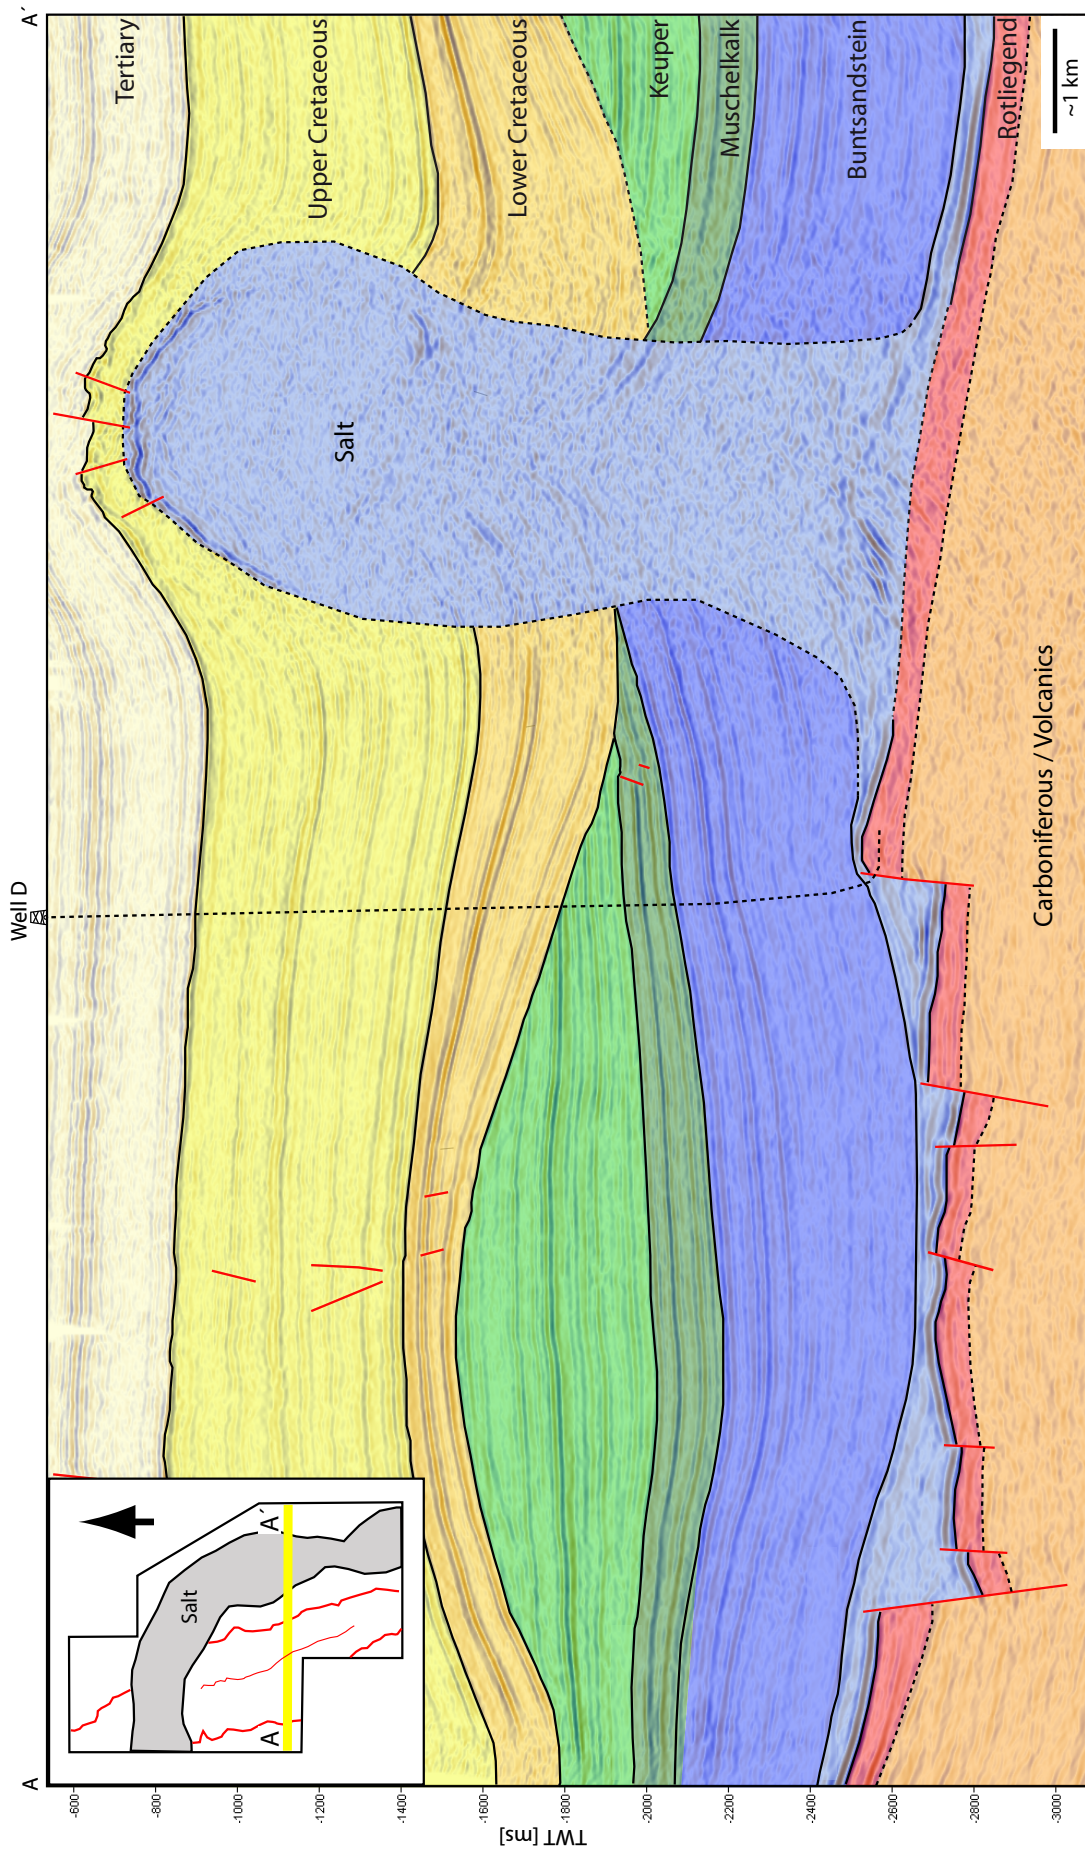 A
Well D
A´
Tertiary
Upper Cretaceous
Lower Cretaceous
Keuper
Muschelkalk
Buntsandstein
Rotliegend
Salt
Carboniferous / Volcanics
~1 km
Salt
A
A´
TWT [ms]
-600
-800
-1000
-1200
-1400
-1600
-1800
-2000
-2200
-2400
-2600
-2800
-3000